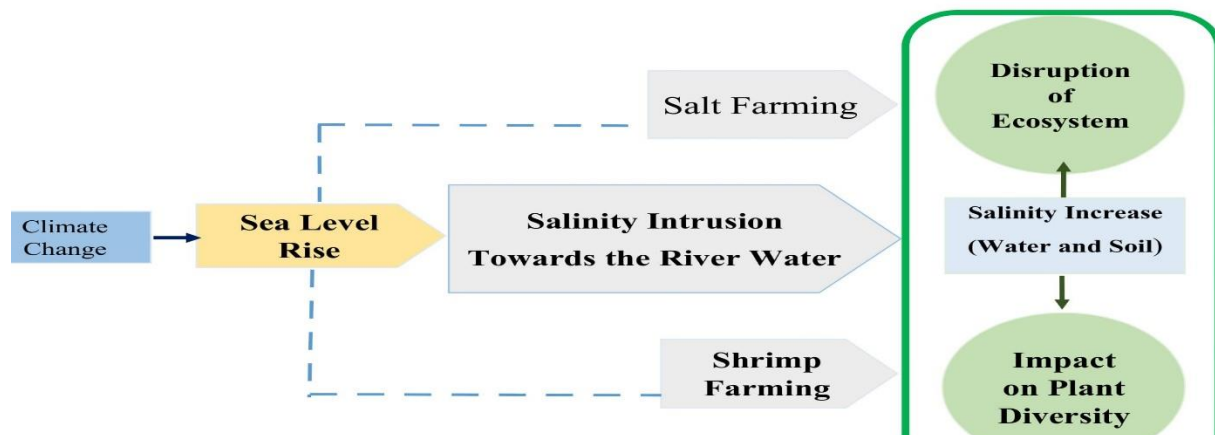 Climate
Change
Sea Level
Rise
Salt Farming
Salinity Intrusion
Towards the River Water
Shrimp
Farming
Disruption
of
Ecosystem
Salinity Increase
(Water and Soil)
Impact
on Plant
Diversity